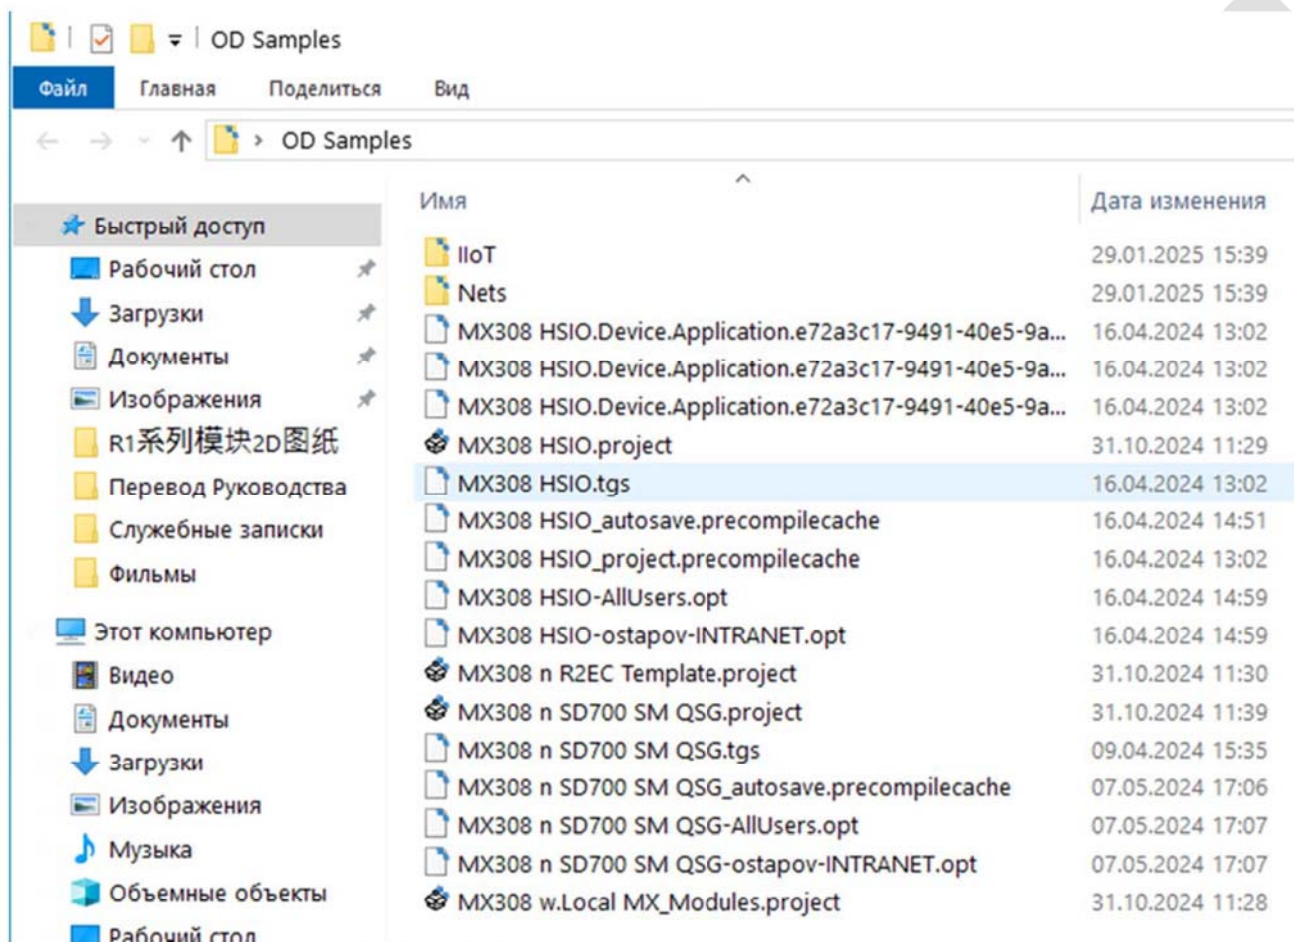 OD Samples
Файл Главная Поделиться Вид
OD Samples
Имя Дата изменения
Быстрый доступ
Рабочий стол
Загрузки
Документы
Изображения
R1系列模块2D图纸
Перевод Руководства
Служебные записки
Фильмы
Этот компьютер
Видео
Документы
Загрузки
Изображения
Музыка
Объемные объекты
Рабочий стол
IIoT 29.01.2025 15:39
Nets 29.01.2025 15:39
MX308 HSIO.Device.Application.e72a3c17-9491-40e5-9a... 16.04.2024 13:02
MX308 HSIO.Device.Application.e72a3c17-9491-40e5-9a... 16.04.2024 13:02
MX308 HSIO.Device.Application.e72a3c17-9491-40e5-9a... 16.04.2024 13:02
MX308 HSIO.project 31.10.2024 11:29
MX308 HSIO.tgs 16.04.2024 13:02
MX308 HSIO_autosave.precompilecache 16.04.2024 14:51
MX308 HSIO_project.precompilecache 16.04.2024 13:02
MX308 HSIO-AllUsers.opt 16.04.2024 14:59
MX308 HSIO-ostapov-INTRANET.opt 16.04.2024 14:59
MX308 n R2EC Template.project 31.10.2024 11:30
MX308 n SD700 SM QSG.project 31.10.2024 11:39
MX308 n SD700 SM QSG.tgs 09.04.2024 15:35
MX308 n SD700 SM QSG_autosave.precompilecache 07.05.2024 17:06
MX308 n SD700 SM QSG-AllUsers.opt 07.05.2024 17:07
MX308 n SD700 SM QSG-ostapov-INTRANET.opt 07.05.2024 17:07
MX308 w.Local MX_Modules.project 31.10.2024 11:28